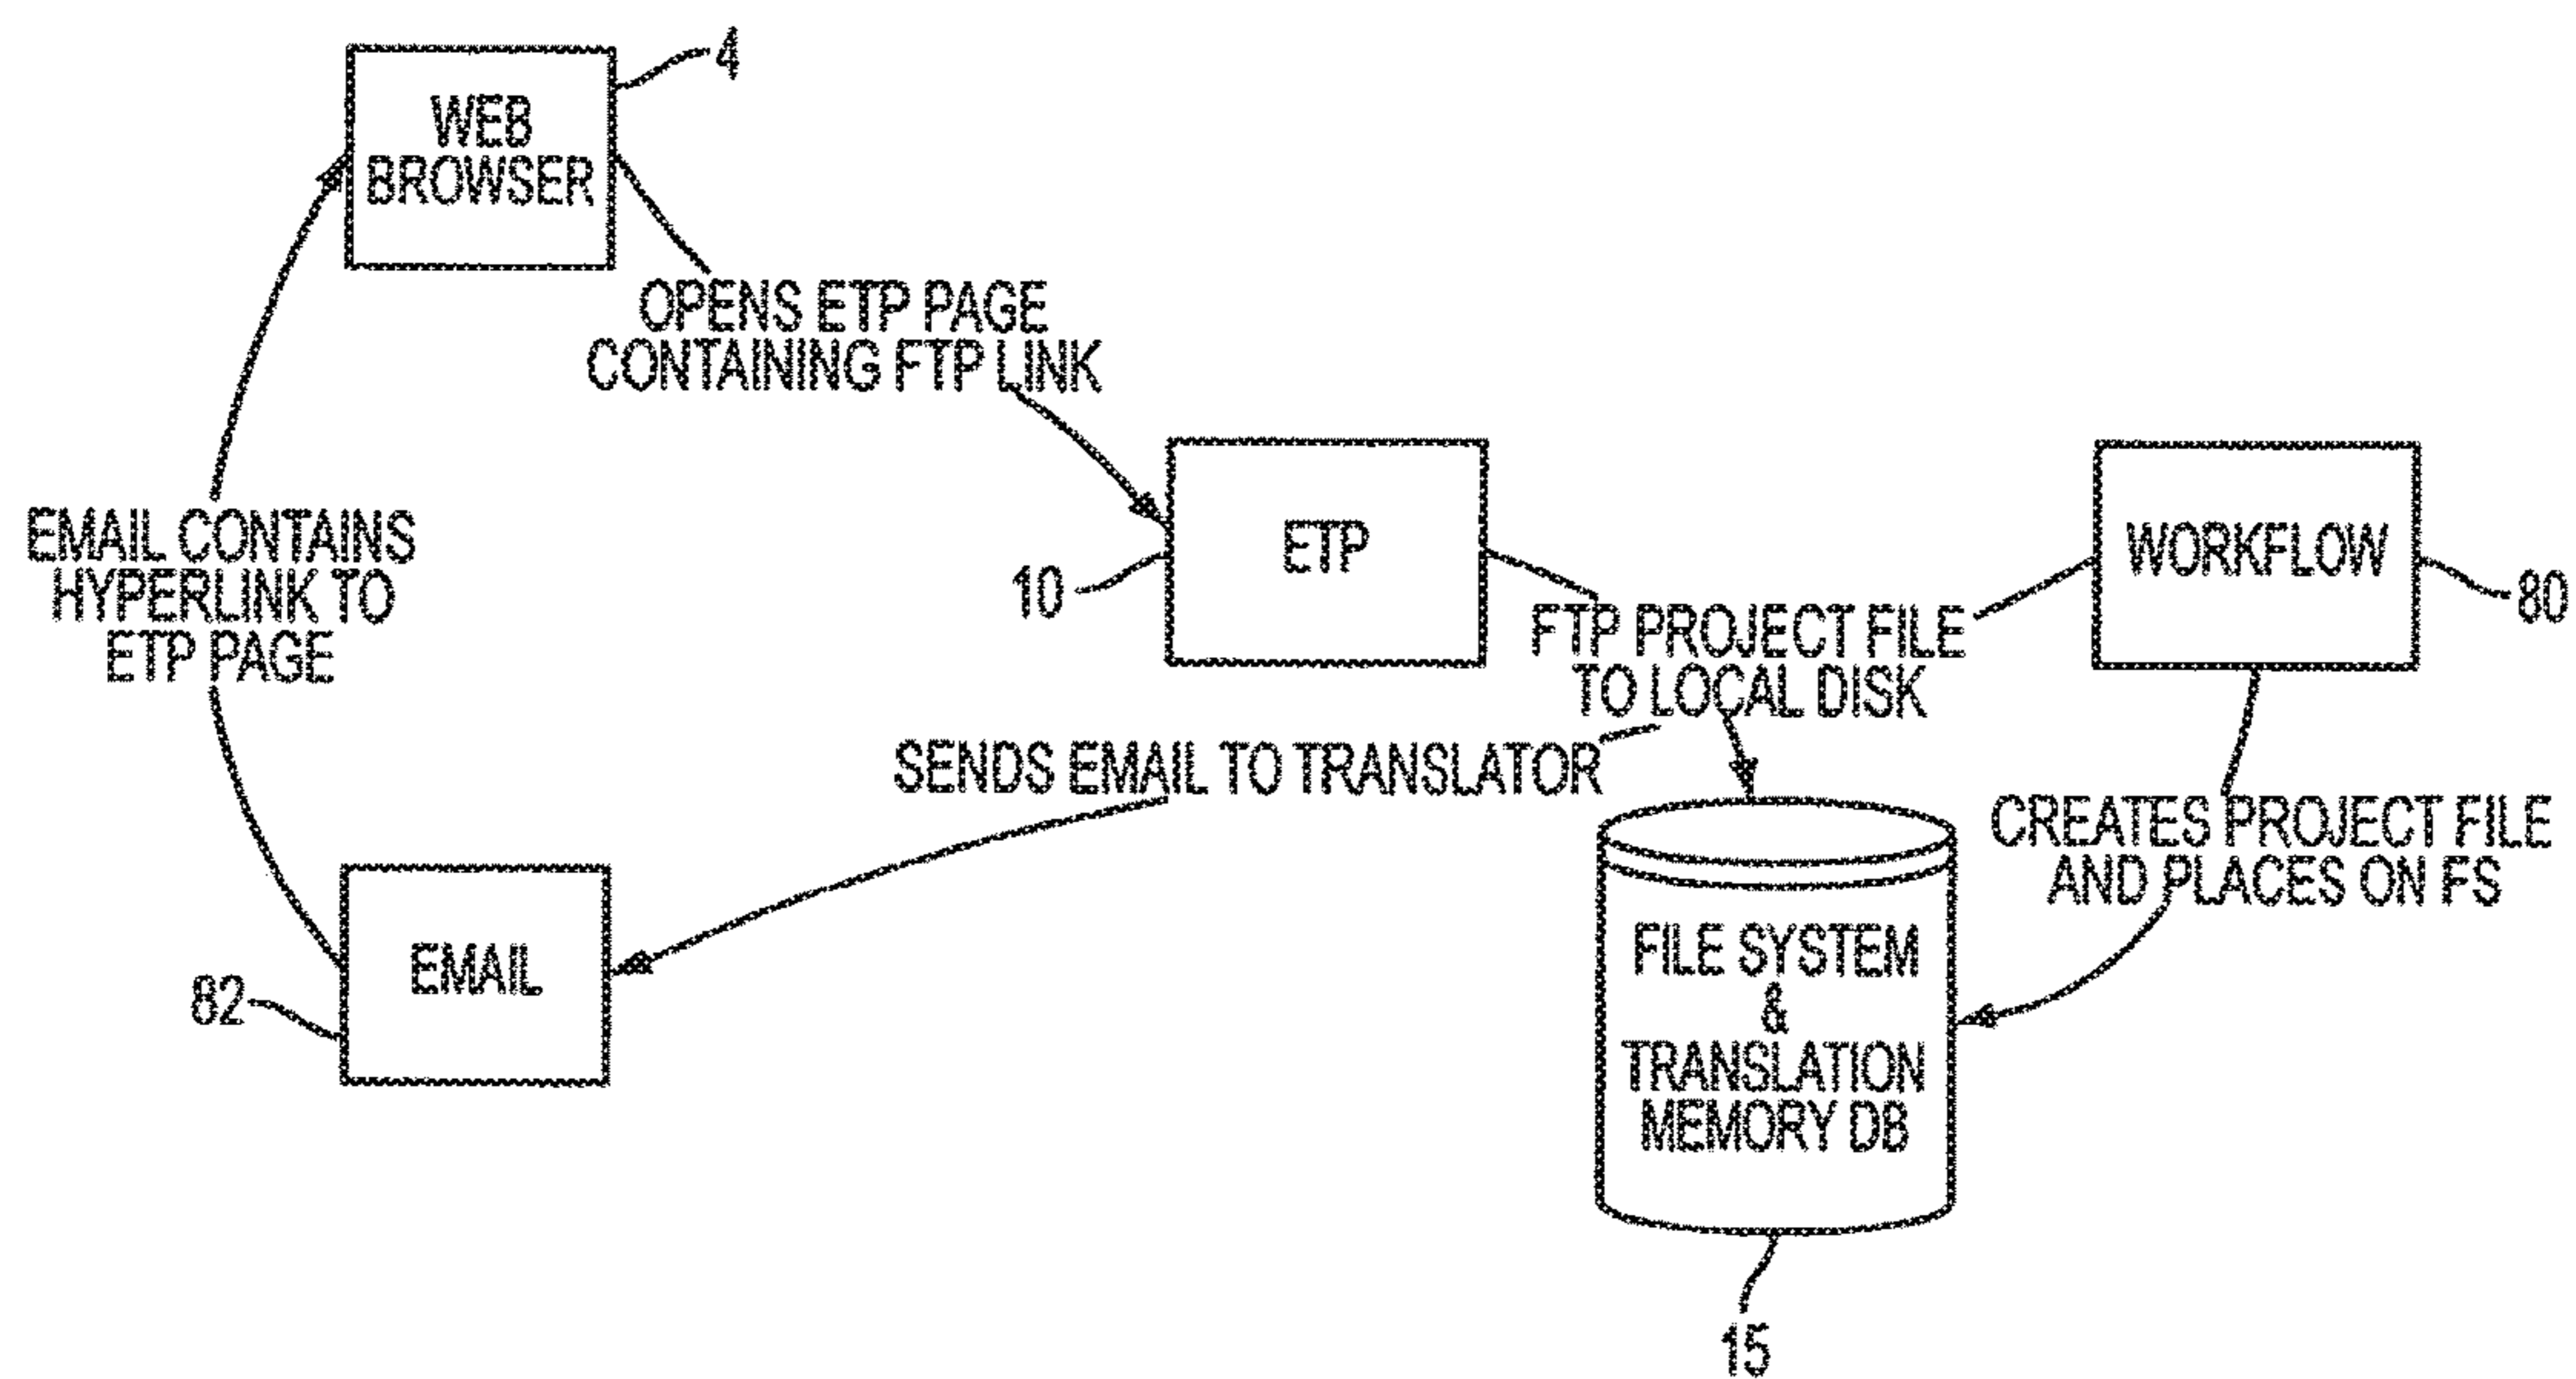 4
WEB
BROWSER
OPENS ETP PAGE
CONTAINING FTP LINK
ETP
10
WORKFLOW
80
EMAIL CONTAINS
HYPERLINK TO
ETP PAGE
FTP PROJECT FILE
TO LOCAL DISK
SENDS EMAIL TO TRANSLATOR
CREATES PROJECT FILE
AND PLACES ON FS
EMAIL
82
FILE SYSTEM
&
TRANSLATION
MEMORY DB
15